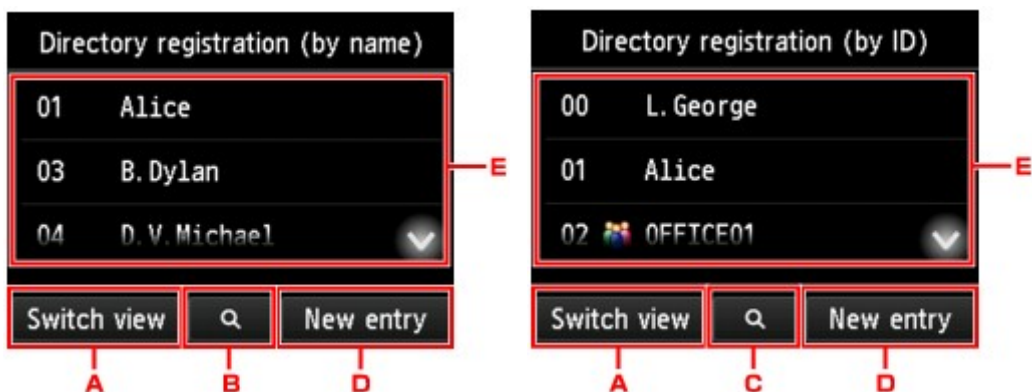 Directory registration (by name)
01 Alice
03 B.Dylan
04 D.V.Michael
E
Switch view
New entry
A
B
D
Directory registration (by ID)
00 L.George
01 Alice
02 OFFICE01
E
Switch view
New entry
A
C
D